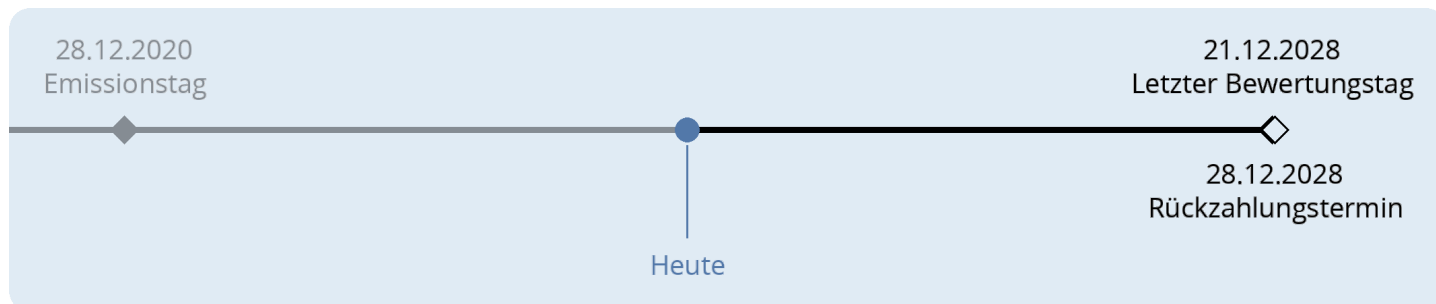 28.12.2020
Emissionstag
21.12.2028
Letzter Bewertungstag
28.12.2028
Rückzahlungstermin
Heute